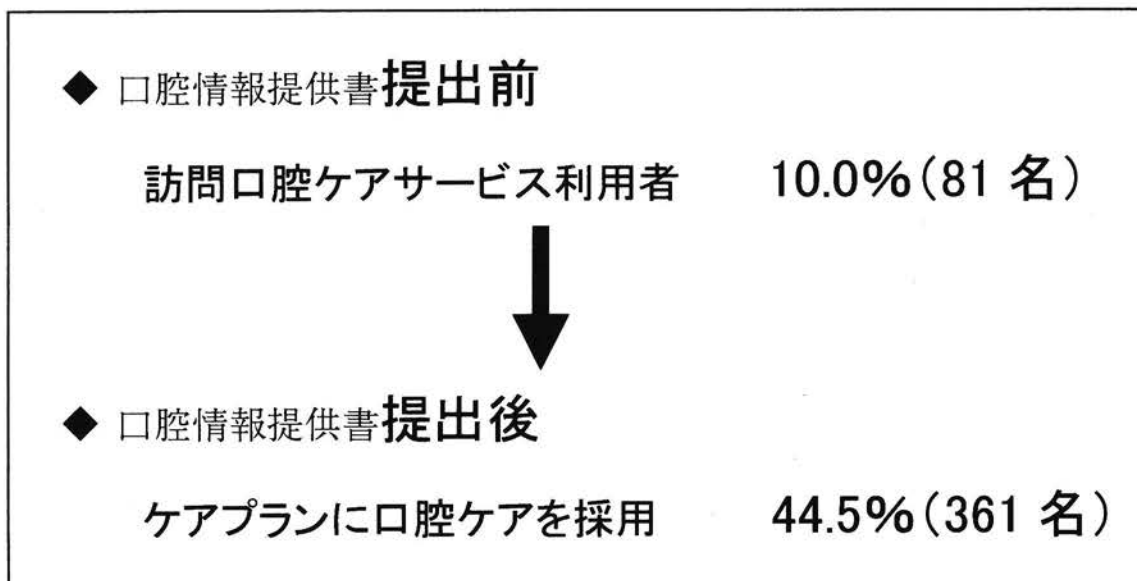 ◆ 口腔情報提供書提出前
訪問口腔ケアサービス利用者 10.0%(81 名)
◆ 口腔情報提供書提出後
ケアプランに口腔ケアを採用 44.5%(361 名)